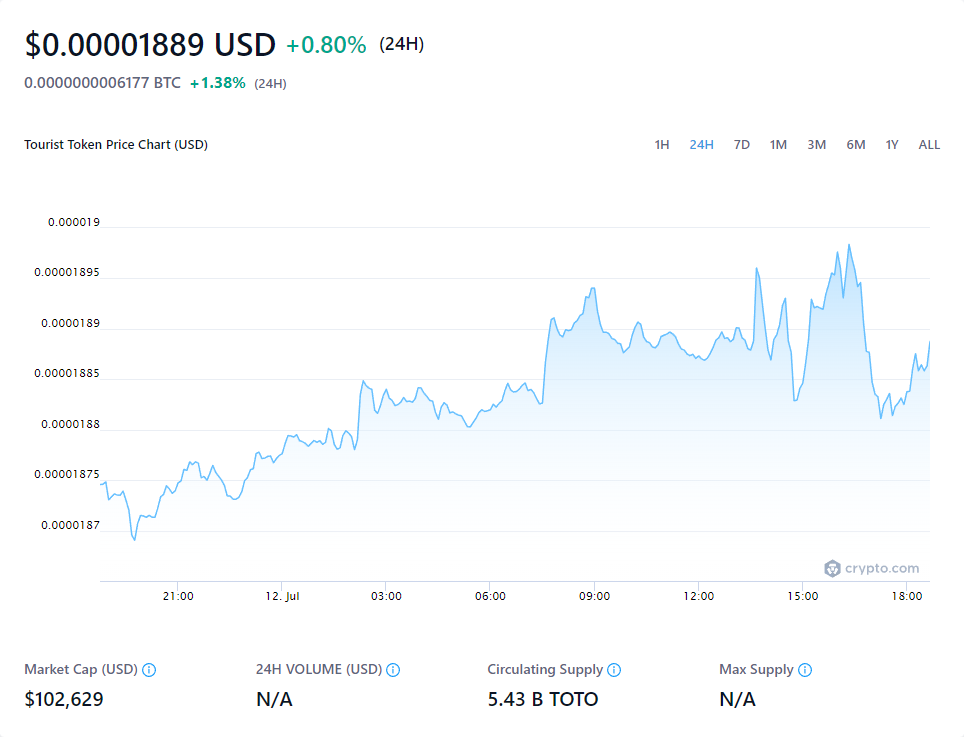 $0.00001889 USD +0.80% (24H)
0.0000000006177 BTC +1.38% (24H)
Tourist Token Price Chart (USD) 1H 24H 7D 1M 3M 6M 1Y ALL
0.000019
0.00001895
0.0000189
0.00001885
0.0000188
0.00001875
0.0000187
crypto.com
21:00 12. Jul 03:00 06:00 09:00 12:00 15:00 18:00
Market Cap (USD) 24H VOLUME (USD) Circulating Supply Max Supply
$102,629 N/A 5.43 B TOTO N/A